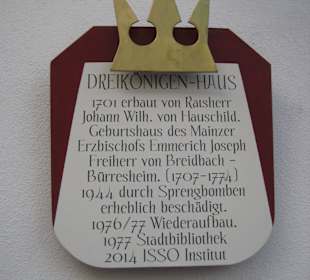 DREIKÖNIGEN-HAUS
1701 erbaut von Ratsherr
Johann Wilh. von Hauschild.
Geburtshaus des Mainzer
Erzbischofs Emmerich Joseph
Freiherr von Breidbach -
Bürresheim. (1707-1774)
1944 durch Sprengbomben
erheblich beschädigt.
1976/77 Wiederaufbau.
1977 Stadtbibliothek
2014 ISSO Institut